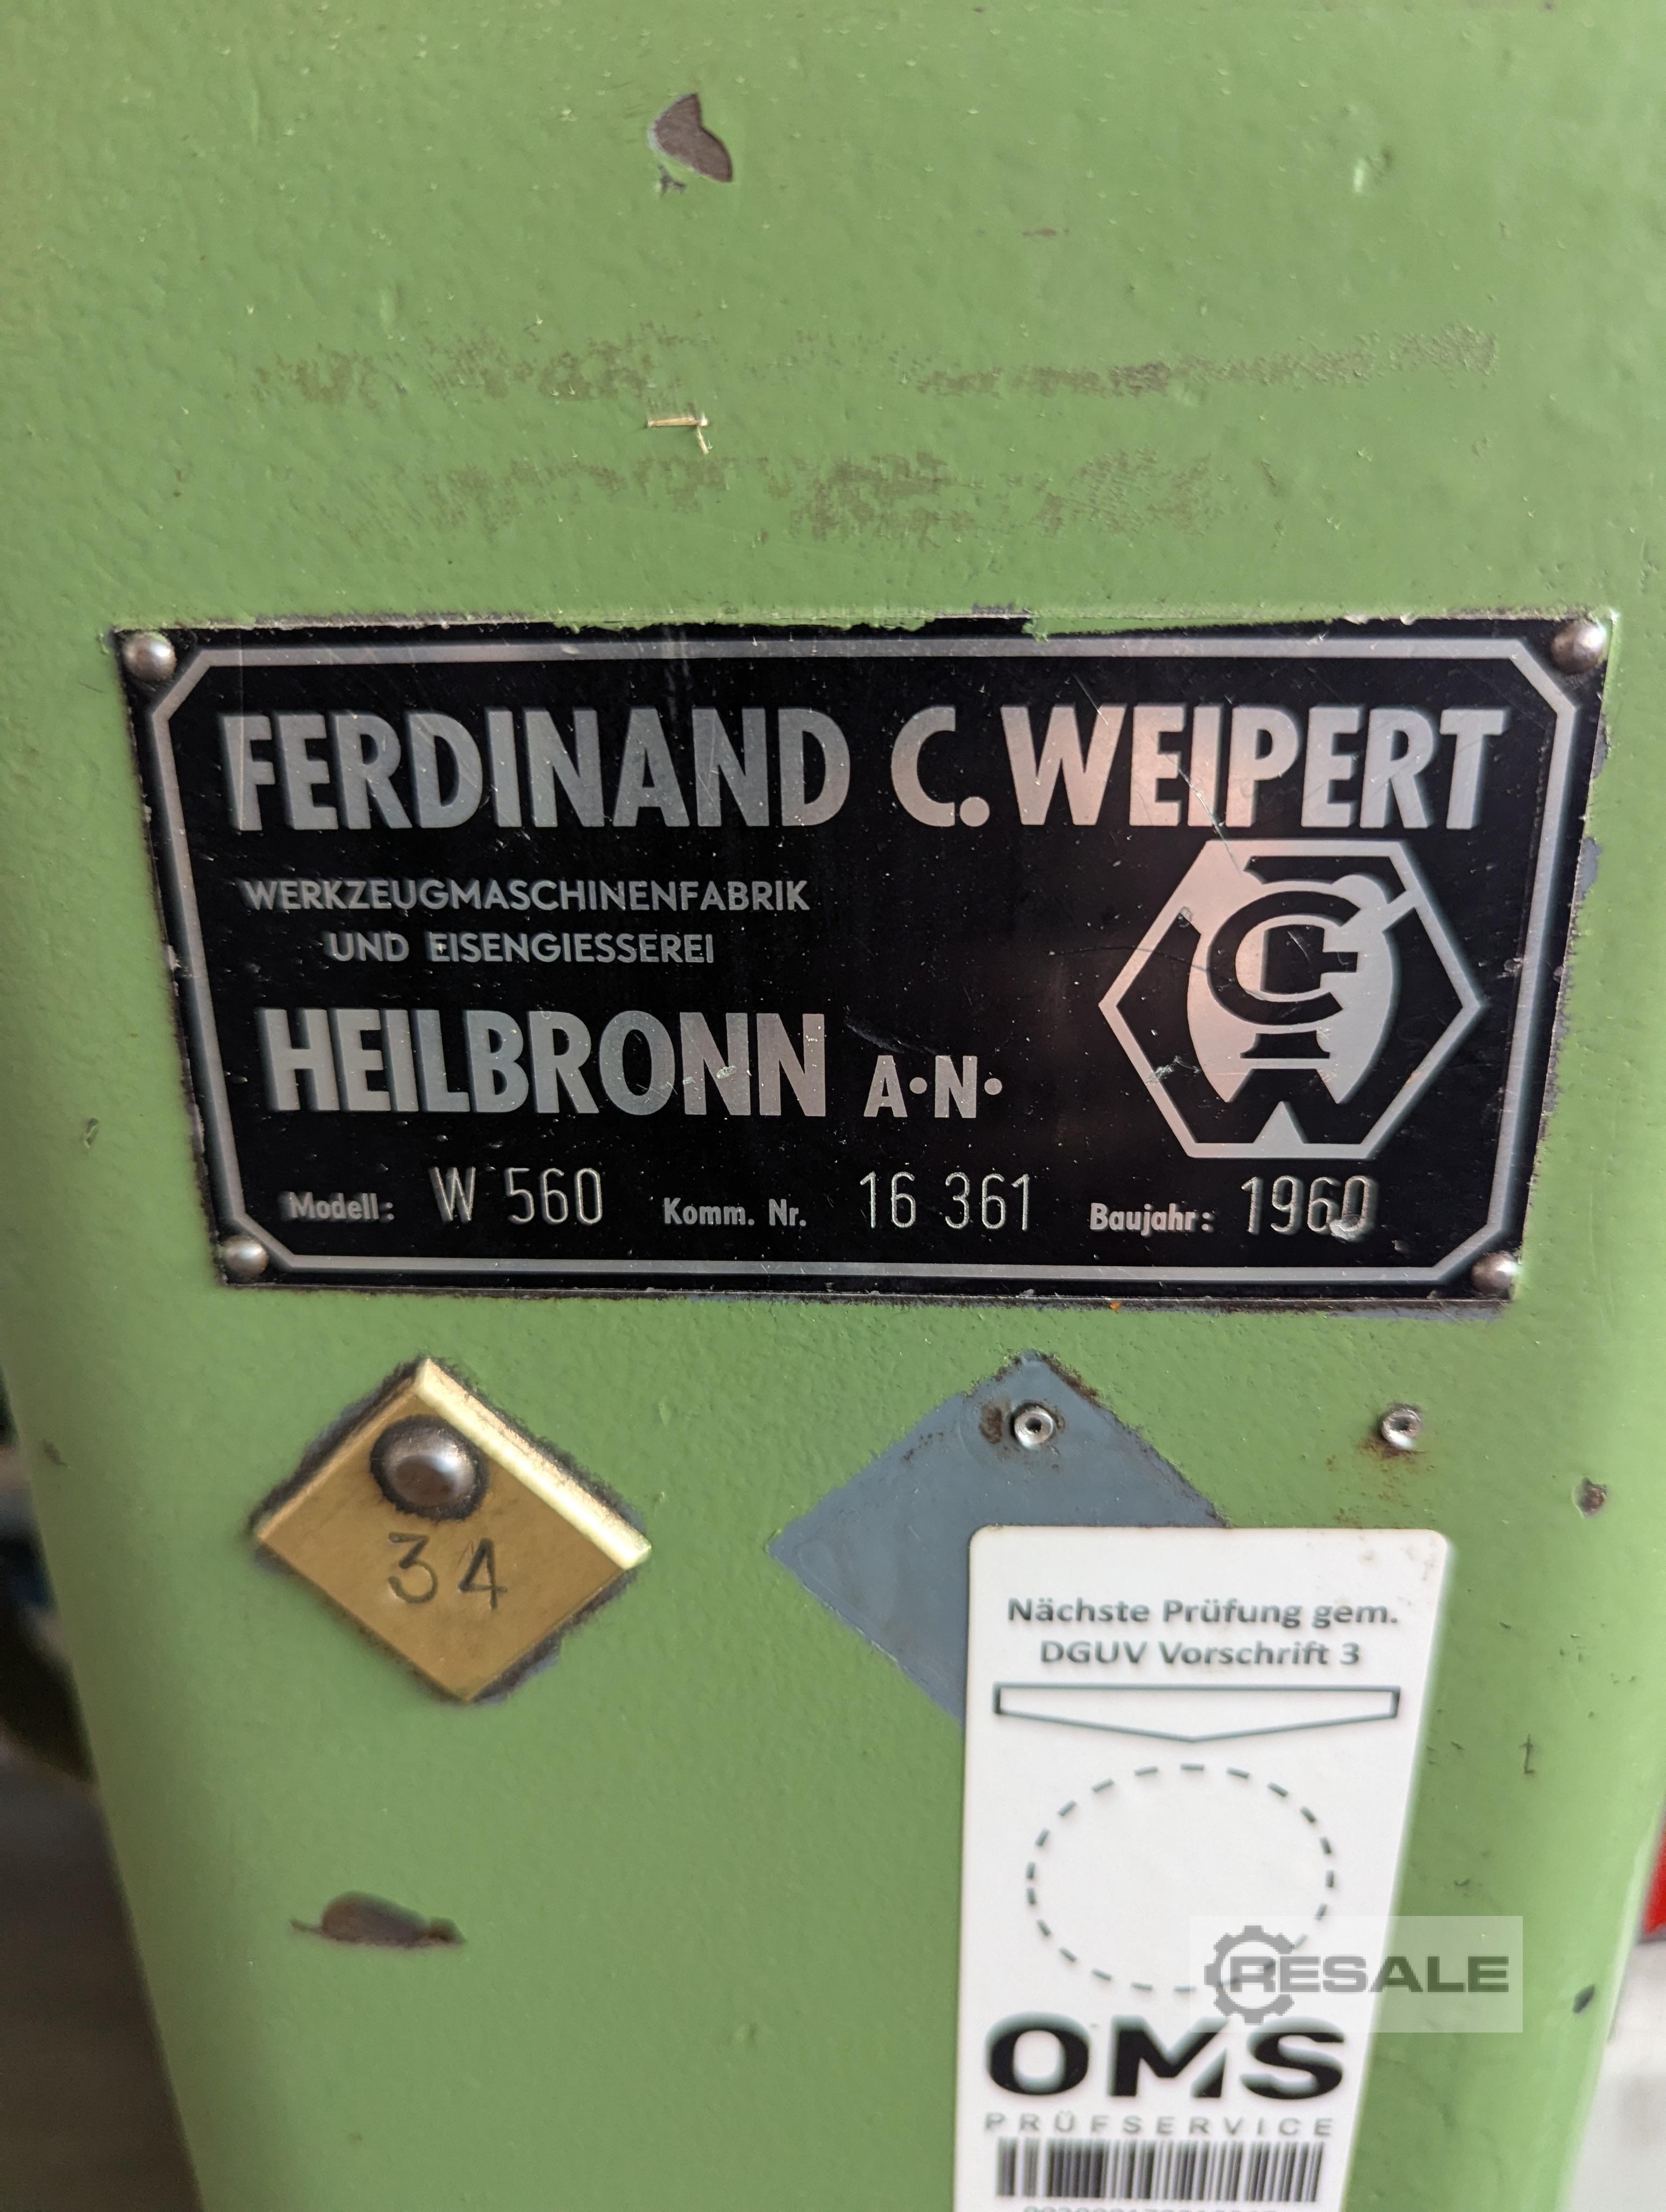 FERDINAND C. WEIPERT
WERKZEUGMASCHINENFABRIK
UND EISENGIESSEREI
HEILBRONN A·N·
FCW
Modell: W 560 Komm. Nr. 16 361 Baujahr: 1960
34
Nächste Prüfung gem.
DGUV Vorschrift 3
RESALE
OMS
PRÜFSERVICE